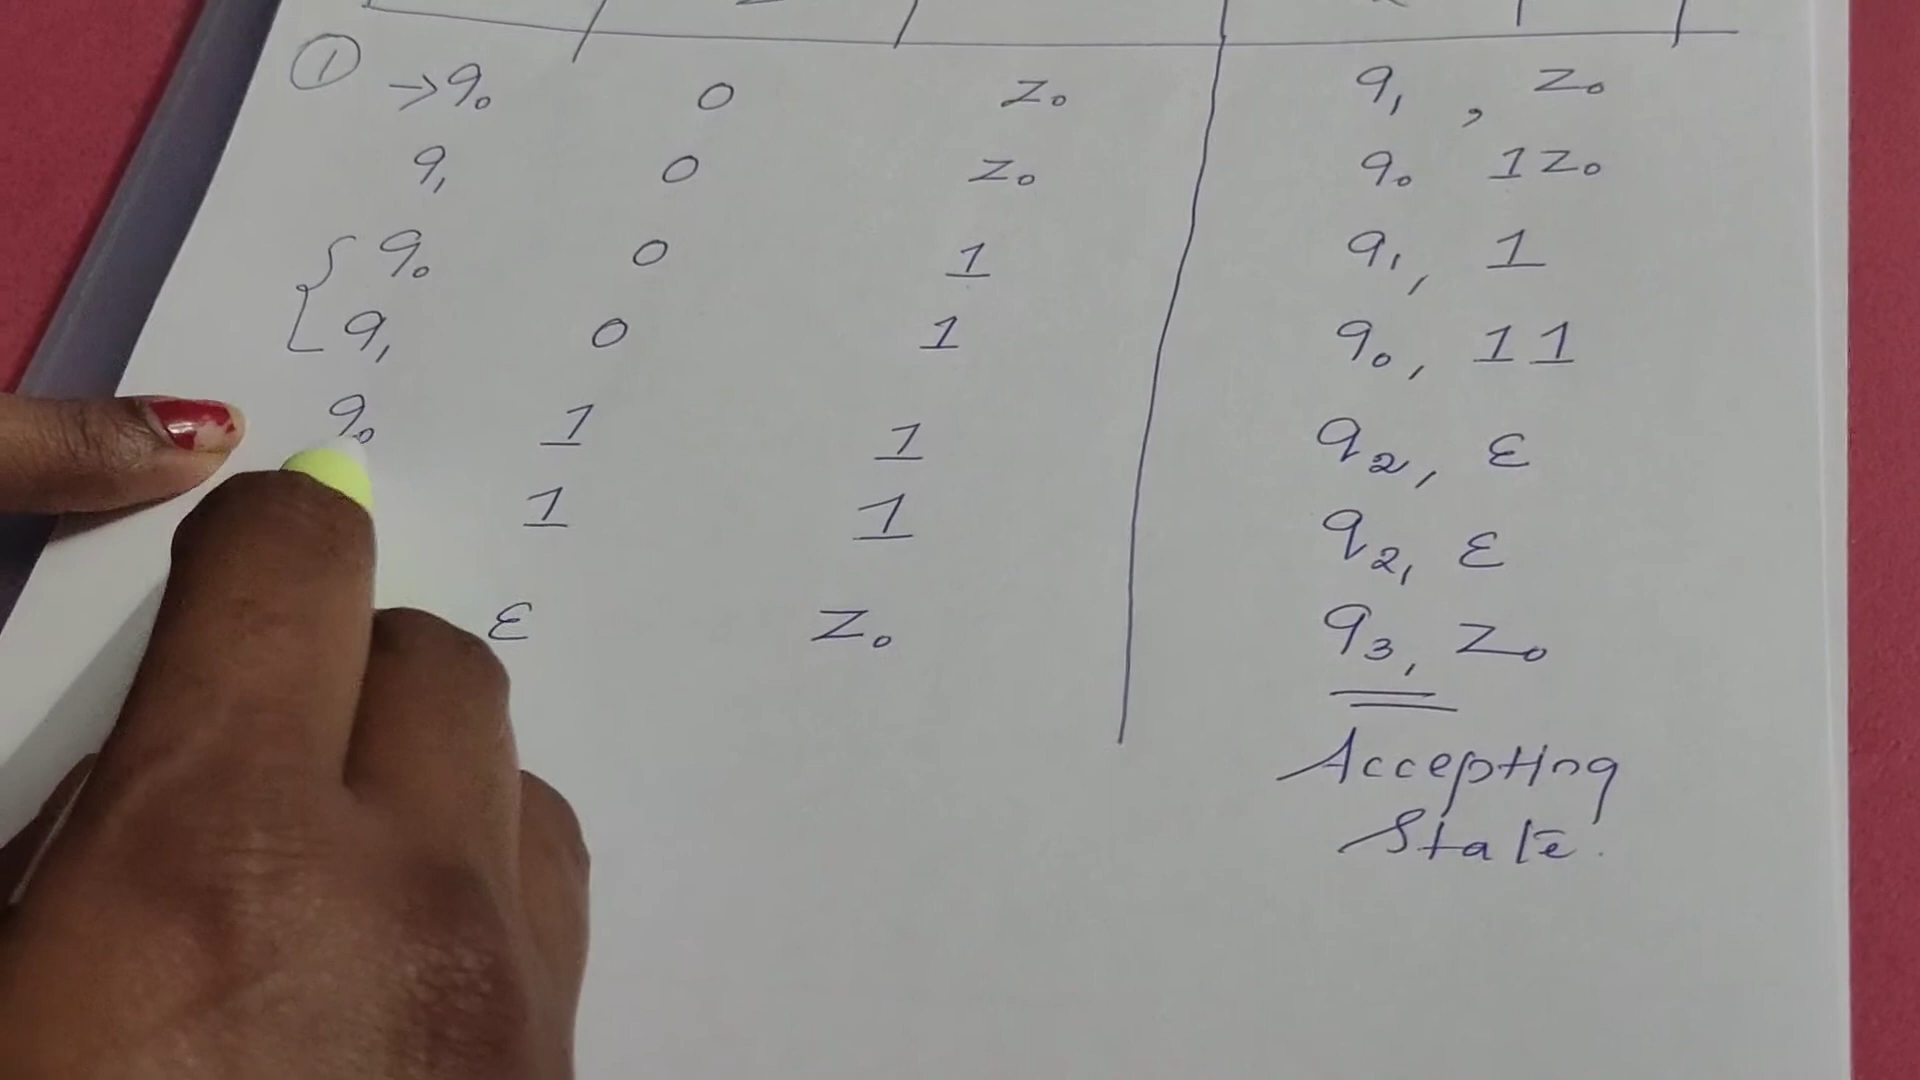 ① → q₀ 0 Z₀ q₁ , Z₀
q₁ 0 Z₀ q₀ 1Z₀
q₀ 0 1 q₁, 1
q₁ 0 1 q₀, 11
q₀ 1 1 q₂, ε
1 1 q₂, ε
ε Z₀ q₃, Z₀
Accepting
State.